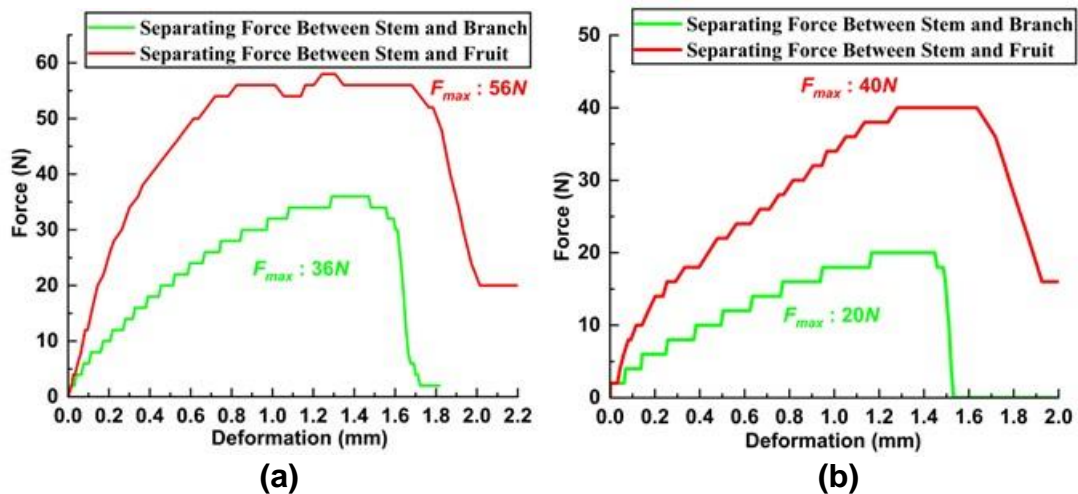 (a)
Separating Force Between Stem and Branch
Separating Force Between Stem and Fruit
60
50
40
30
20
10
0
Force (N)
Fmax : 56N
Fmax : 36N
0.0 0.2 0.4 0.6 0.8 1.0 1.2 1.4 1.6 1.8 2.0 2.2
Deformation (mm)
(a)
(b)
Separating Force Between Stem and Branch
Separating Force Between Stem and Fruit
50
40
30
20
10
0
Force (N)
Fmax : 40N
Fmax : 20N
0.0 0.2 0.4 0.6 0.8 1.0 1.2 1.4 1.6 1.8 2.0
Deformation (mm)
(b)